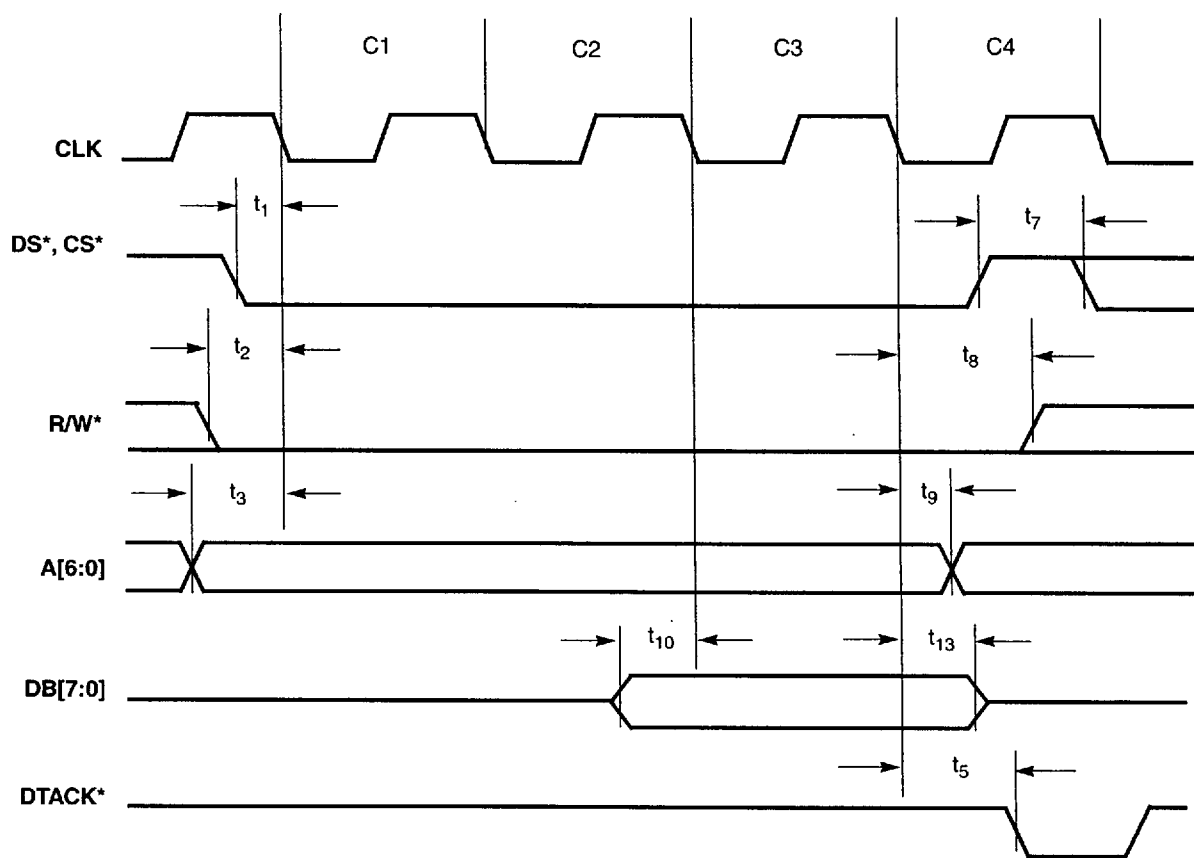 C1 C2 C3 C4
CLK
t1 t7
DS*, CS*
t2 t8
R/W*
t3 t9
A[6:0]
t10 t13
DB[7:0]
t5
DTACK*